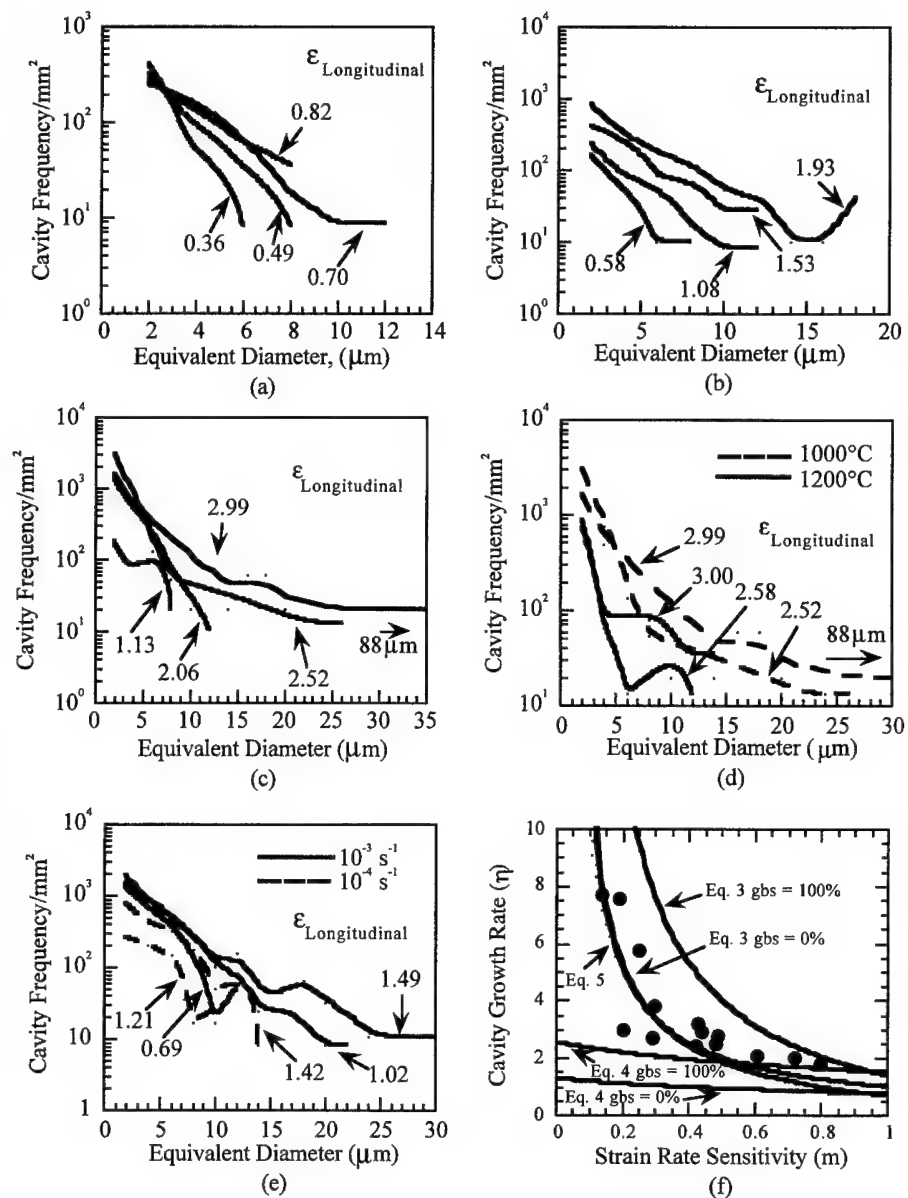 10³
10²
10¹
10⁰
Cavity Frequency/mm²
ε Longitudinal
0.82
0.36
0.49
0.70
0 2 4 6 8 10 12 14
Equivalent Diameter, (μm)
(a)
10⁴
10³
10²
10¹
10⁰
Cavity Frequency/mm²
ε Longitudinal
1.93
0.58
1.53
1.08
0 5 10 15 20
Equivalent Diameter (μm)
(b)
10⁴
10³
10²
10¹
10⁰
Cavity Frequency/mm²
ε Longitudinal
2.99
1.13
2.06
2.52
88μm
0 5 10 15 20 25 30 35
Equivalent Diameter (μm)
(c)
10⁴
10³
10²
10¹
Cavity Frequency/mm²
1000°C
1200°C
ε Longitudinal
2.99
3.00
2.58
2.52
88μm
0 5 10 15 20 25 30
Equivalent Diameter (μm)
(d)
10⁴
10³
10²
10¹
1
Cavity Frequency/mm²
10⁻³ s⁻¹
10⁻⁴ s⁻¹
ε Longitudinal
1.49
1.21
0.69
1.42
1.02
0 5 10 15 20 25 30
Equivalent Diameter (μm)
(e)
10
8
6
4
2
0
Cavity Growth Rate (η)
Eq. 3 gbs = 100%
Eq. 3 gbs = 0%
Eq. 5
Eq. 4 gbs = 100%
Eq. 4 gbs = 0%
0 0.2 0.4 0.6 0.8 1
Strain Rate Sensitivity (m)
(f)